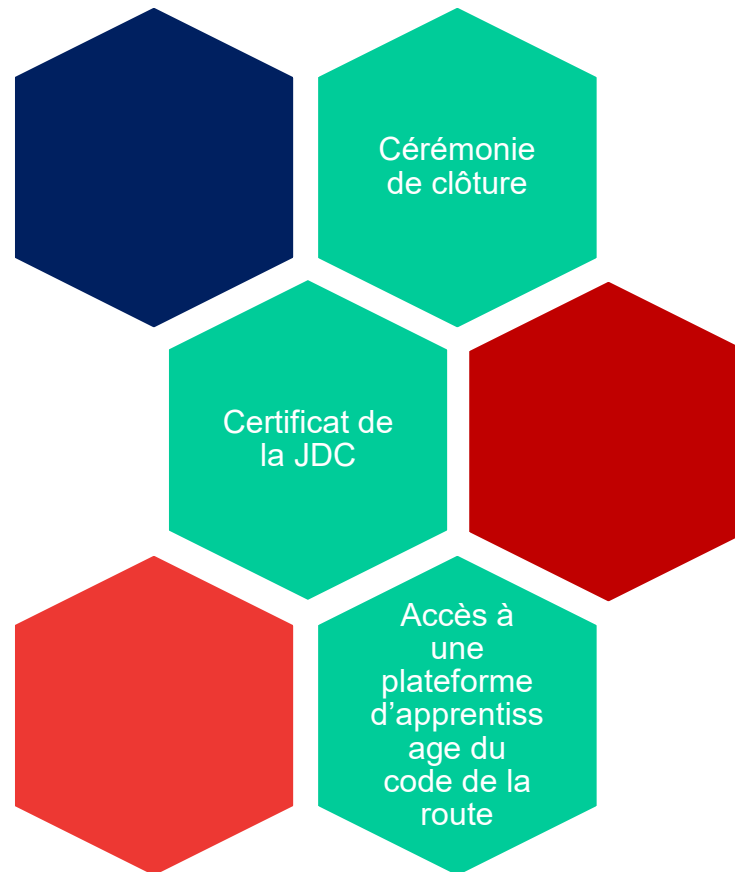 Cérémonie
de clôture
Certificat de
la JDC
Accès à
une
plateforme
d’apprentiss
age du
code de la
route